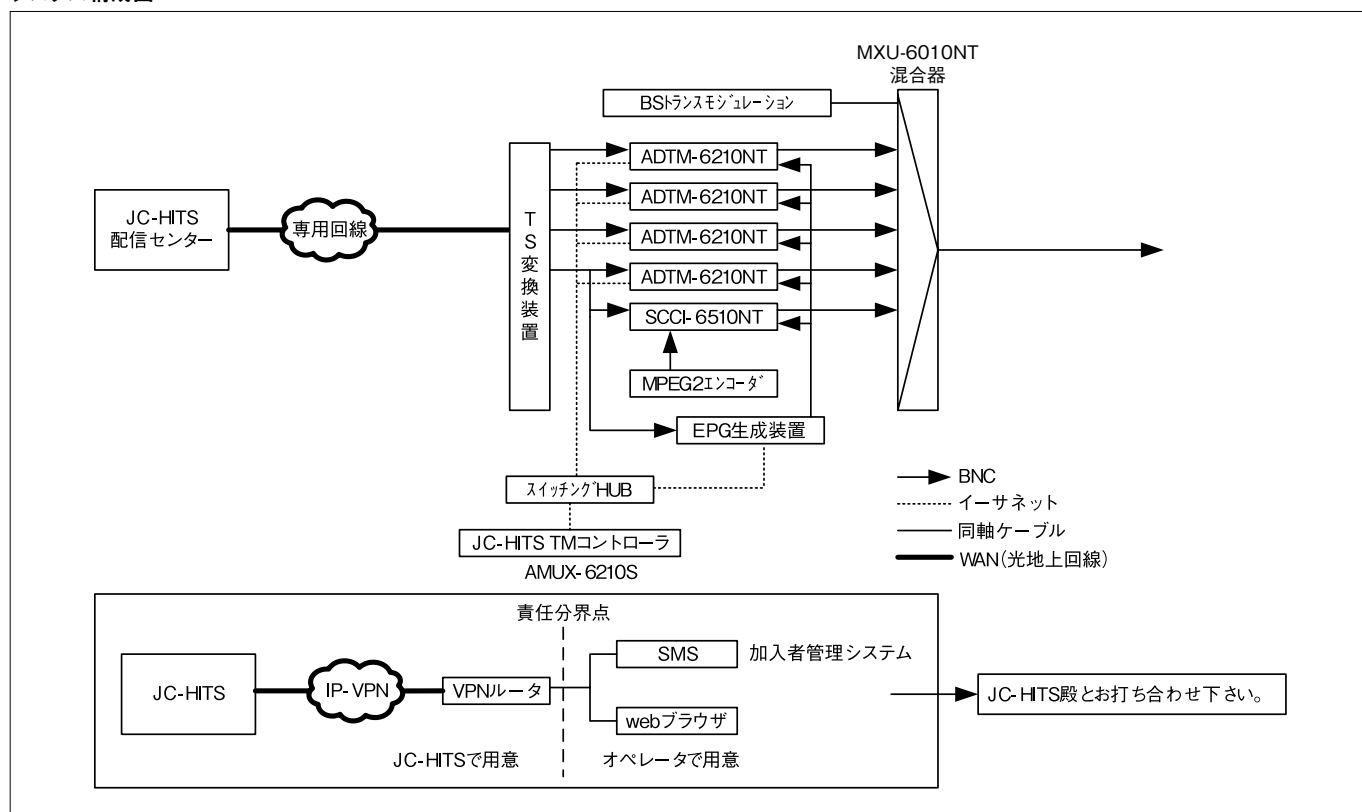 MXU-6010NT
混合器
BSﾄﾗﾝｽﾓｼﾞｭﾚｰｼｮﾝ
ADTM-6210NT
ADTM-6210NT
ADTM-6210NT
ADTM-6210NT
SCCI-6510NT
MPEG2ｴﾝｺｰﾀﾞ
EPG生成装置
JC-HITS
配信センター
専用回線
TS変換装置
スイッチングHUB
JC-HITS TMコントローラ
AMUX-6210S
BNC
イーサネット
同軸ケーブル
WAN(光地上回線)
責任分界点
JC-HITS
IP-VPN
VPNルータ
SMS
加入者管理システム
webブラウザ
JC-HITSで用意
オペレータで用意
JC-HITS殿とお打ち合わせ下さい。